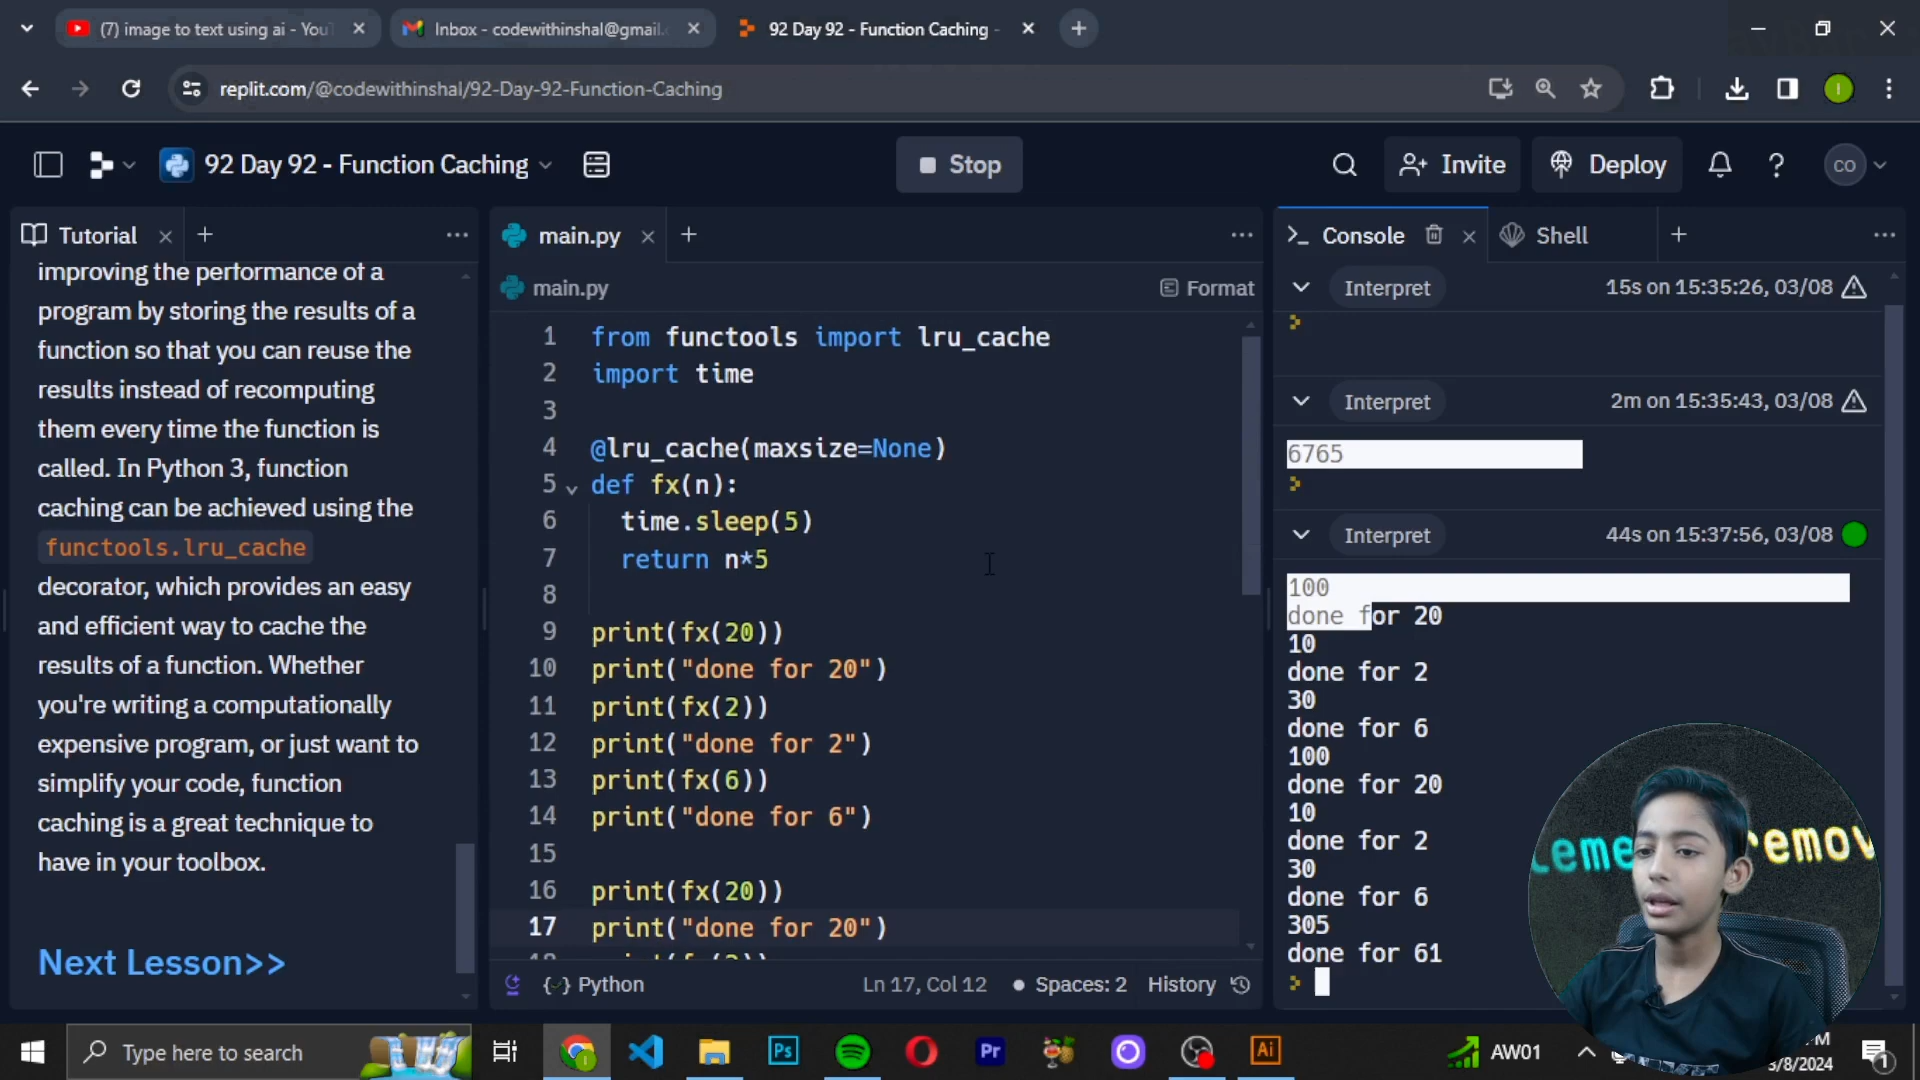 (7) image to text using ai - You
Inbox - codewithinshal@gmail.
92 Day 92 - Function Caching -
replit.com/@codewithinshal/92-Day-92-Function-Caching
92 Day 92 - Function Caching
Stop
Invite
Deploy
CO
Tutorial
improving the performance of a
program by storing the results of a
function so that you can reuse the
results instead of recomputing
them every time the function is
called. In Python 3, function
caching can be achieved using the
functools.lru_cache
decorator, which provides an easy
and efficient way to cache the
results of a function. Whether
you're writing a computationally
expensive program, or just want to
simplify your code, function
caching is a great technique to
have in your toolbox.
Next Lesson>>
main.py
main.py
Format
1 from functools import lru_cache
2 import time
3
4 @lru_cache(maxsize=None)
5 def fx(n):
6 time.sleep(5)
7 return n*5
8
9 print(fx(20))
10 print("done for 20")
11 print(fx(2))
12 print("done for 2")
13 print(fx(6))
14 print("done for 6")
15
16 print(fx(20))
17 print("done for 20")
Python
Ln 17, Col 12
Spaces: 2
History
Console
Shell
Interpret 15s on 15:35:26, 03/08
Interpret 2m on 15:35:43, 03/08
6765
Interpret 44s on 15:37:56, 03/08
100
done for 20
10
done for 2
30
done for 6
100
done for 20
10
done for 2
30
done for 6
305
done for 61
leme
remov
Type here to search
Ps
Pr
Ai
AW01
3/8/2024
1